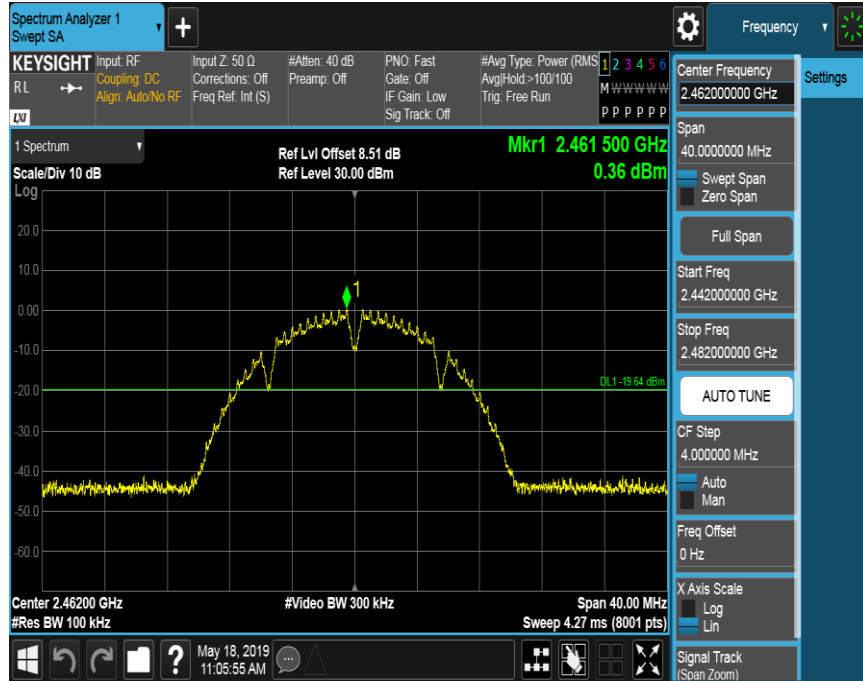 Spectrum Analyzer 1
Swept SA
+
Frequency
KEYSIGHT
RL
LXI
Input: RF
Coupling: DC
Align: Auto/No RF
Input Z: 50 Ω
Corrections: Off
Freq Ref: Int (S)
#Atten: 40 dB
Preamp: Off
PNO: Fast
Gate: Off
IF Gain: Low
Sig Track: Off
#Avg Type: Power (RMS
Avg|Hold:>100/100
Trig: Free Run
1 2 3 4 5 6
M W W W W W
P P P P P P
1 Spectrum
Scale/Div 10 dB
Log
Ref Lvl Offset 8.51 dB
Ref Level 30.00 dBm
Mkr1 2.461 500 GHz
0.36 dBm
20.0
10.0
0.00
-10.0
-20.0
-30.0
-40.0
-50.0
-60.0
1
DL1 -19.64 dBm
Center 2.46200 GHz
#Res BW 100 kHz
#Video BW 300 kHz
Span 40.00 MHz
Sweep 4.27 ms (8001 pts)
Center Frequency
2.462000000 GHz
Span
40.0000000 MHz
Swept Span
Zero Span
Full Span
Start Freq
2.442000000 GHz
Stop Freq
2.482000000 GHz
AUTO TUNE
CF Step
4.000000 MHz
Auto
Man
Freq Offset
0 Hz
X Axis Scale
Log
Lin
Signal Track
(Span Zoom)
Settings
?
May 18, 2019
11:05:55 AM